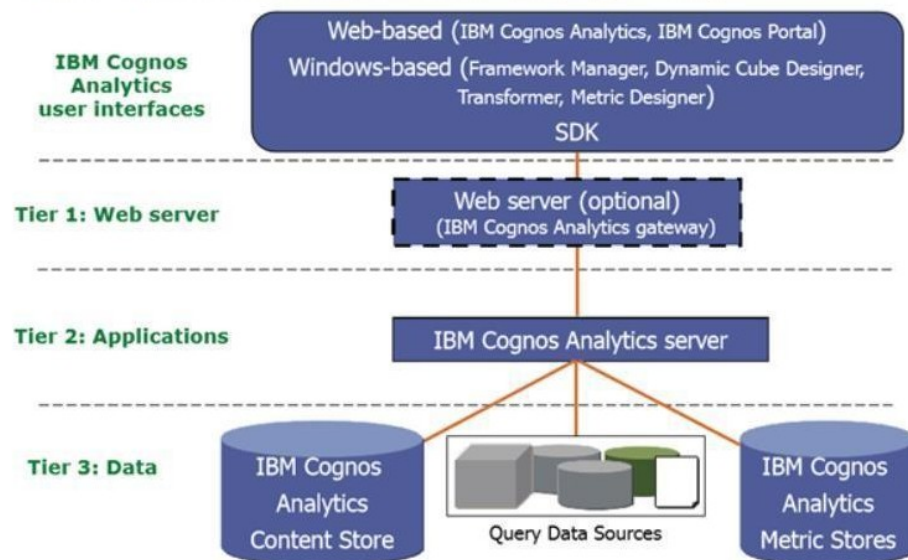 Web-based (IBM Cognos Analytics, IBM Cognos Portal)
Windows-based (Framework Manager, Dynamic Cube Designer,
Transformer, Metric Designer)
SDK
IBM Cognos
Analytics
user interfaces
Tier 1: Web server
Web server (optional)
(IBM Cognos Analytics gateway)
Tier 2: Applications
IBM Cognos Analytics server
Tier 3: Data
IBM Cognos
Analytics
Content Store
Query Data Sources
IBM Cognos
Analytics
Metric Stores